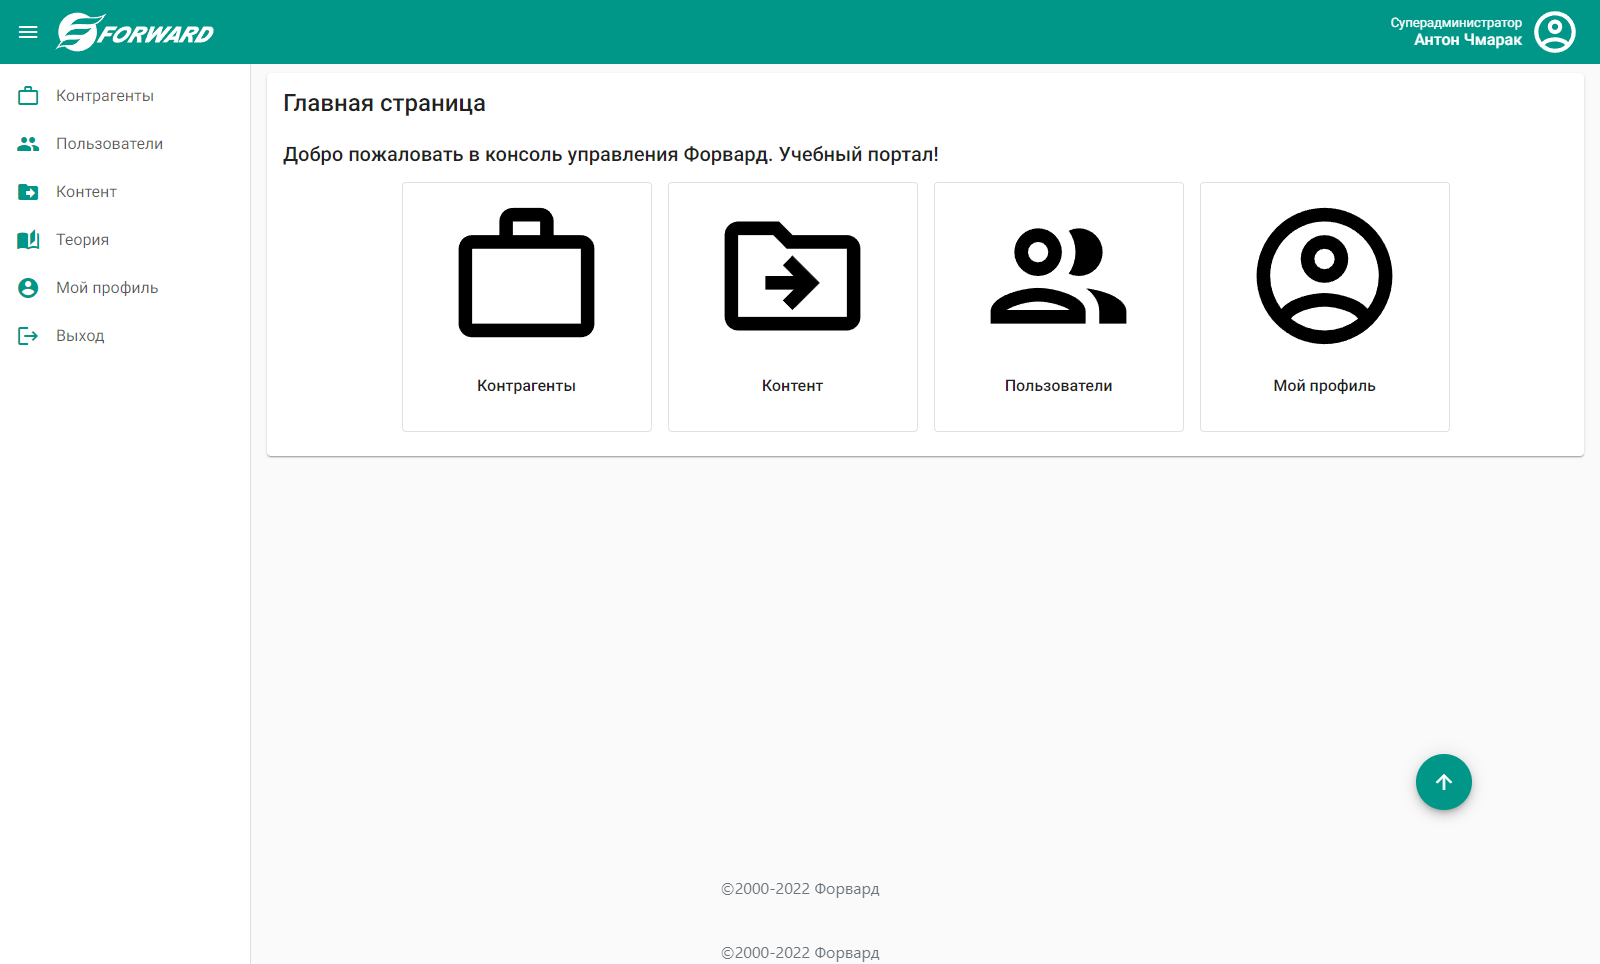 FORWARD
Суперадминистратор
Антон Чмарак
Контрагенты
Пользователи
Контент
Теория
Мой профиль
Выход
Главная страница
Добро пожаловать в консоль управления Форвард. Учебный портал!
Контрагенты
Контент
Пользователи
Мой профиль
©2000-2022 Форвард
©2000-2022 Форвард